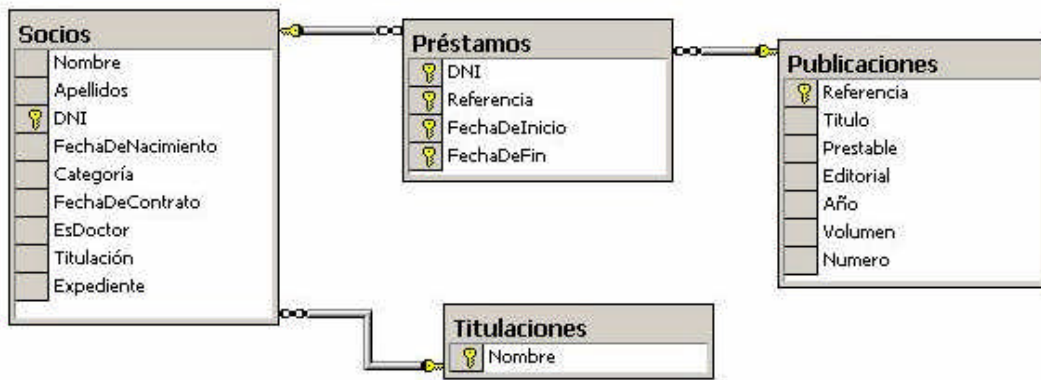 Socios
Nombre
Apellidos
DNI
FechaDeNacimiento
Categoría
FechaDeContrato
EsDoctor
Titulación
Expediente
Préstamos
DNI
Referencia
FechaDeInicio
FechaDeFin
Publicaciones
Referencia
Titulo
Prestable
Editorial
Año
Volumen
Numero
Titulaciones
Nombre